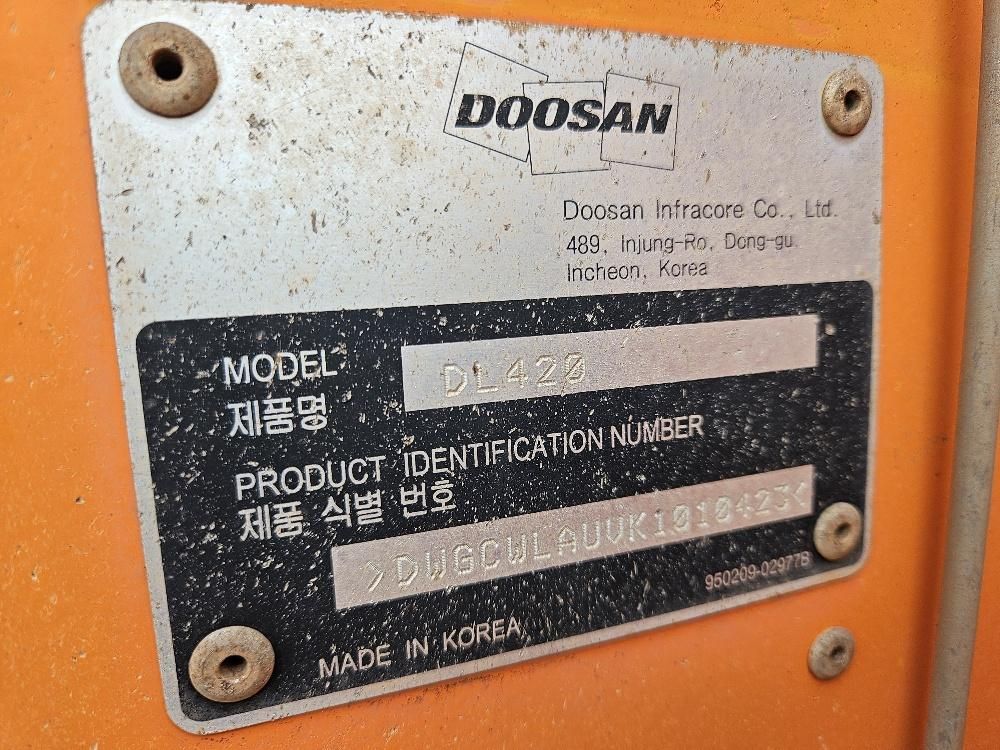 DOOSAN
Doosan Infracore Co., Ltd.
489, Injung-Ro, Dong-gu,
Incheon, Korea
MODEL DL420
제품명
PRODUCT IDENTIFICATION NUMBER
제품 식별 번호
>DWGCWLAUVK1010423<
950209-02977B
MADE IN KOREA